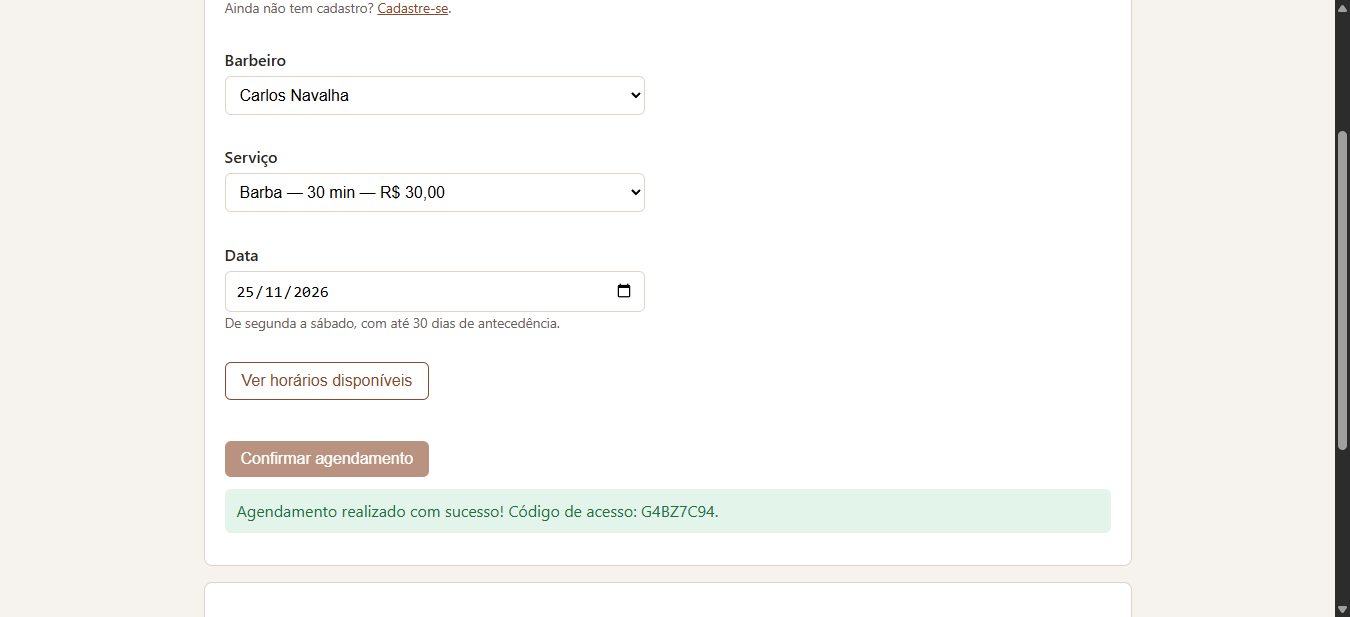 Ainda não tem cadastro? Cadastre-se.
Barbeiro
Carlos Navalha
Serviço
Barba — 30 min — R$ 30,00
Data
25/11/2026
De segunda a sábado, com até 30 dias de antecedência.
Ver horários disponíveis
Confirmar agendamento
Agendamento realizado com sucesso! Código de acesso: G4BZ7C94.